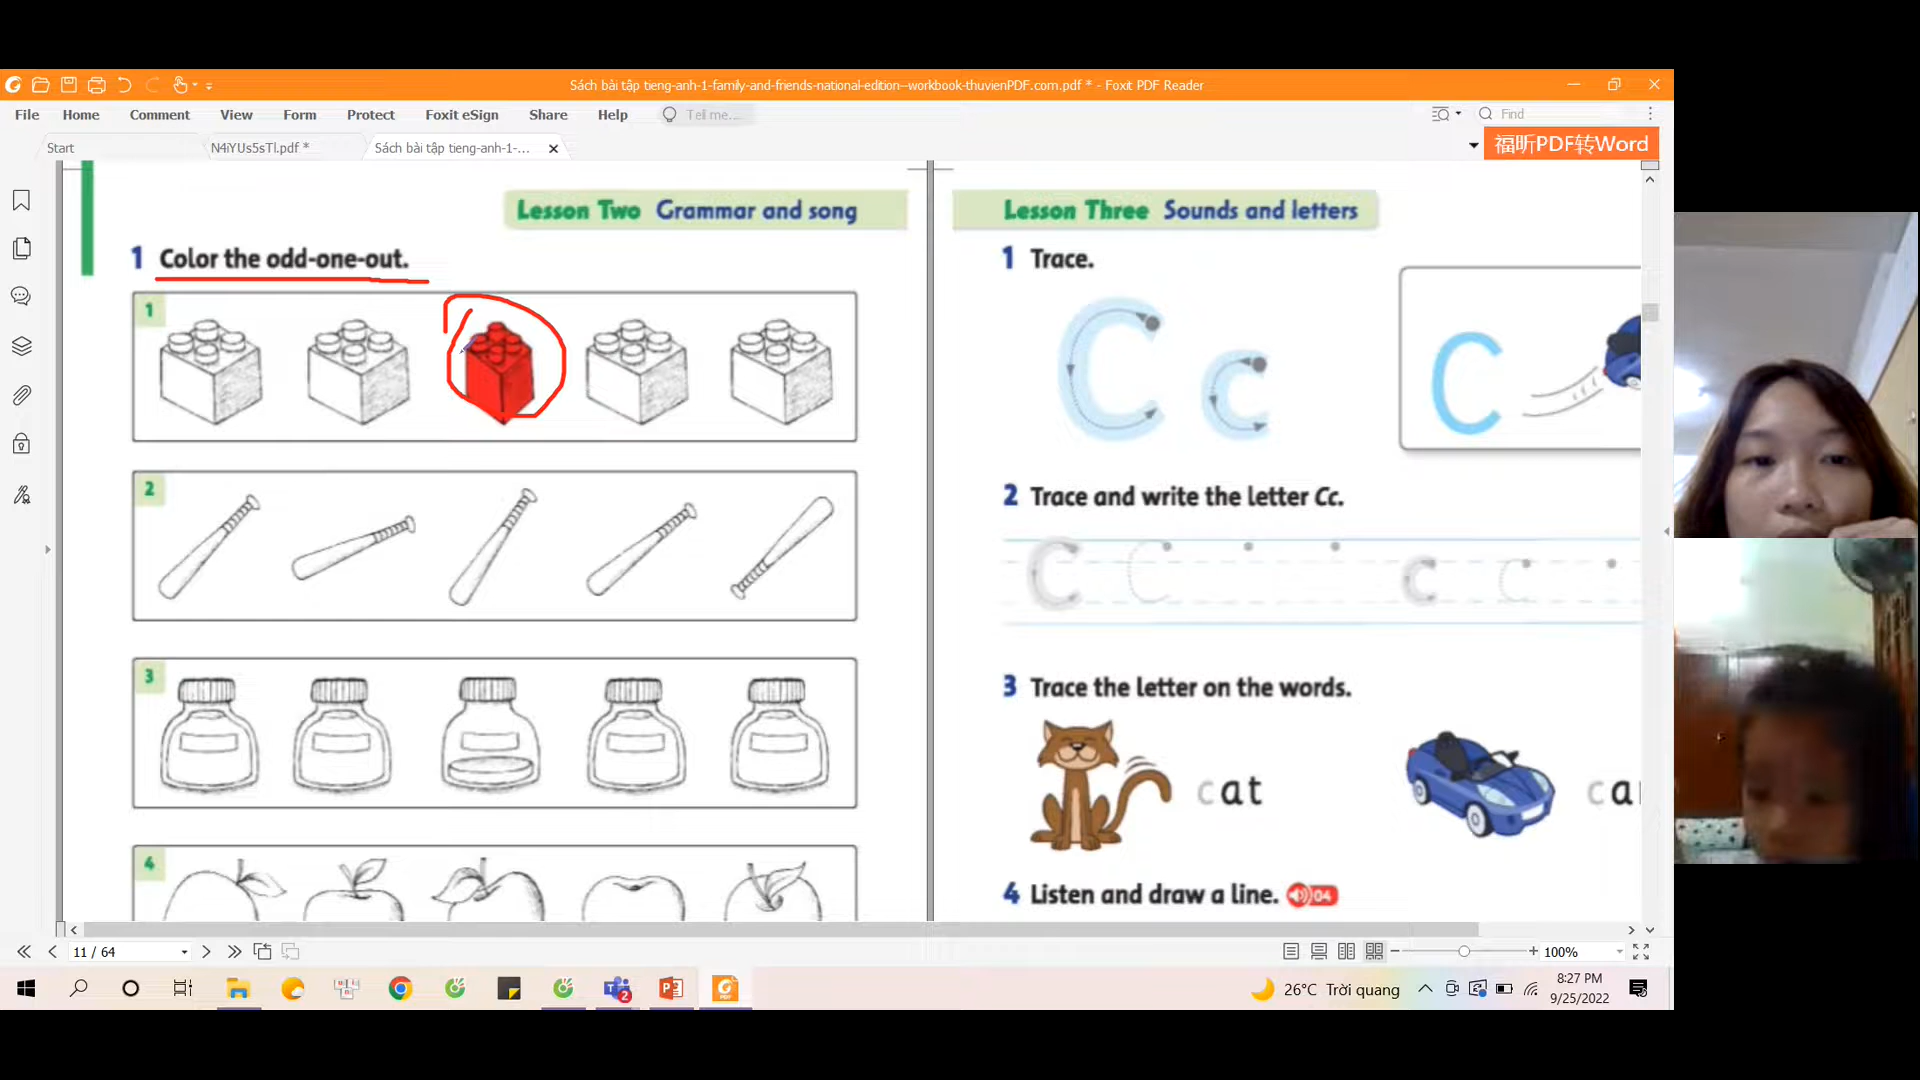 Sách bài tập tieng-anh-1-family-and-friends-national-edition--workbook-thuvienPDF.com.pdf * - Foxit PDF Reader
File Home Comment View Form Protect Foxit eSign Share Help Tell me... Find
Start N4iYUs5sTl.pdf * Sách bài tập tieng-anh-1-... 福昕PDF转Word
Lesson Two Grammar and song
1 Color the odd-one-out.
1
2
3
4
Lesson Three Sounds and letters
1 Trace.
C c
C
2 Trace and write the letter Cc.
C C c c
3 Trace the letter on the words.
cat
4 Listen and draw a line. 04
11 / 64
100%
2
PDF
26°C Trời quang
8:27 PM
9/25/2022